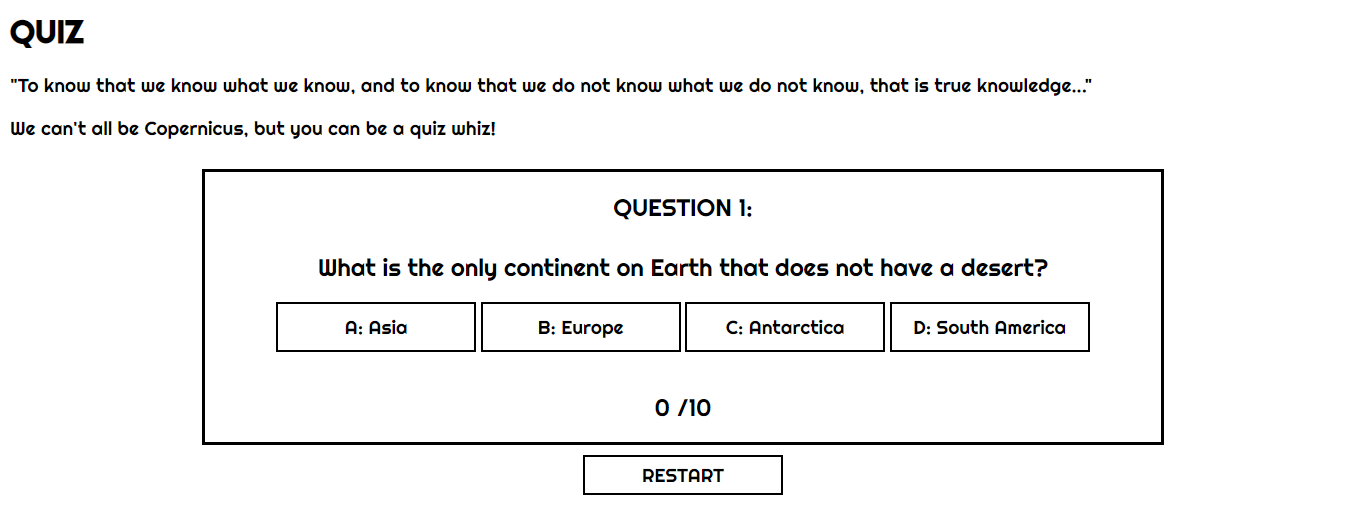 QUIZ
"To know that we know what we know, and to know that we do not know what we do not know, that is true knowledge..."
We can't all be Copernicus, but you can be a quiz whiz!
QUESTION 1:
What is the only continent on Earth that does not have a desert?
A: Asia
B: Europe
C: Antarctica
D: South America
0 /10
RESTART